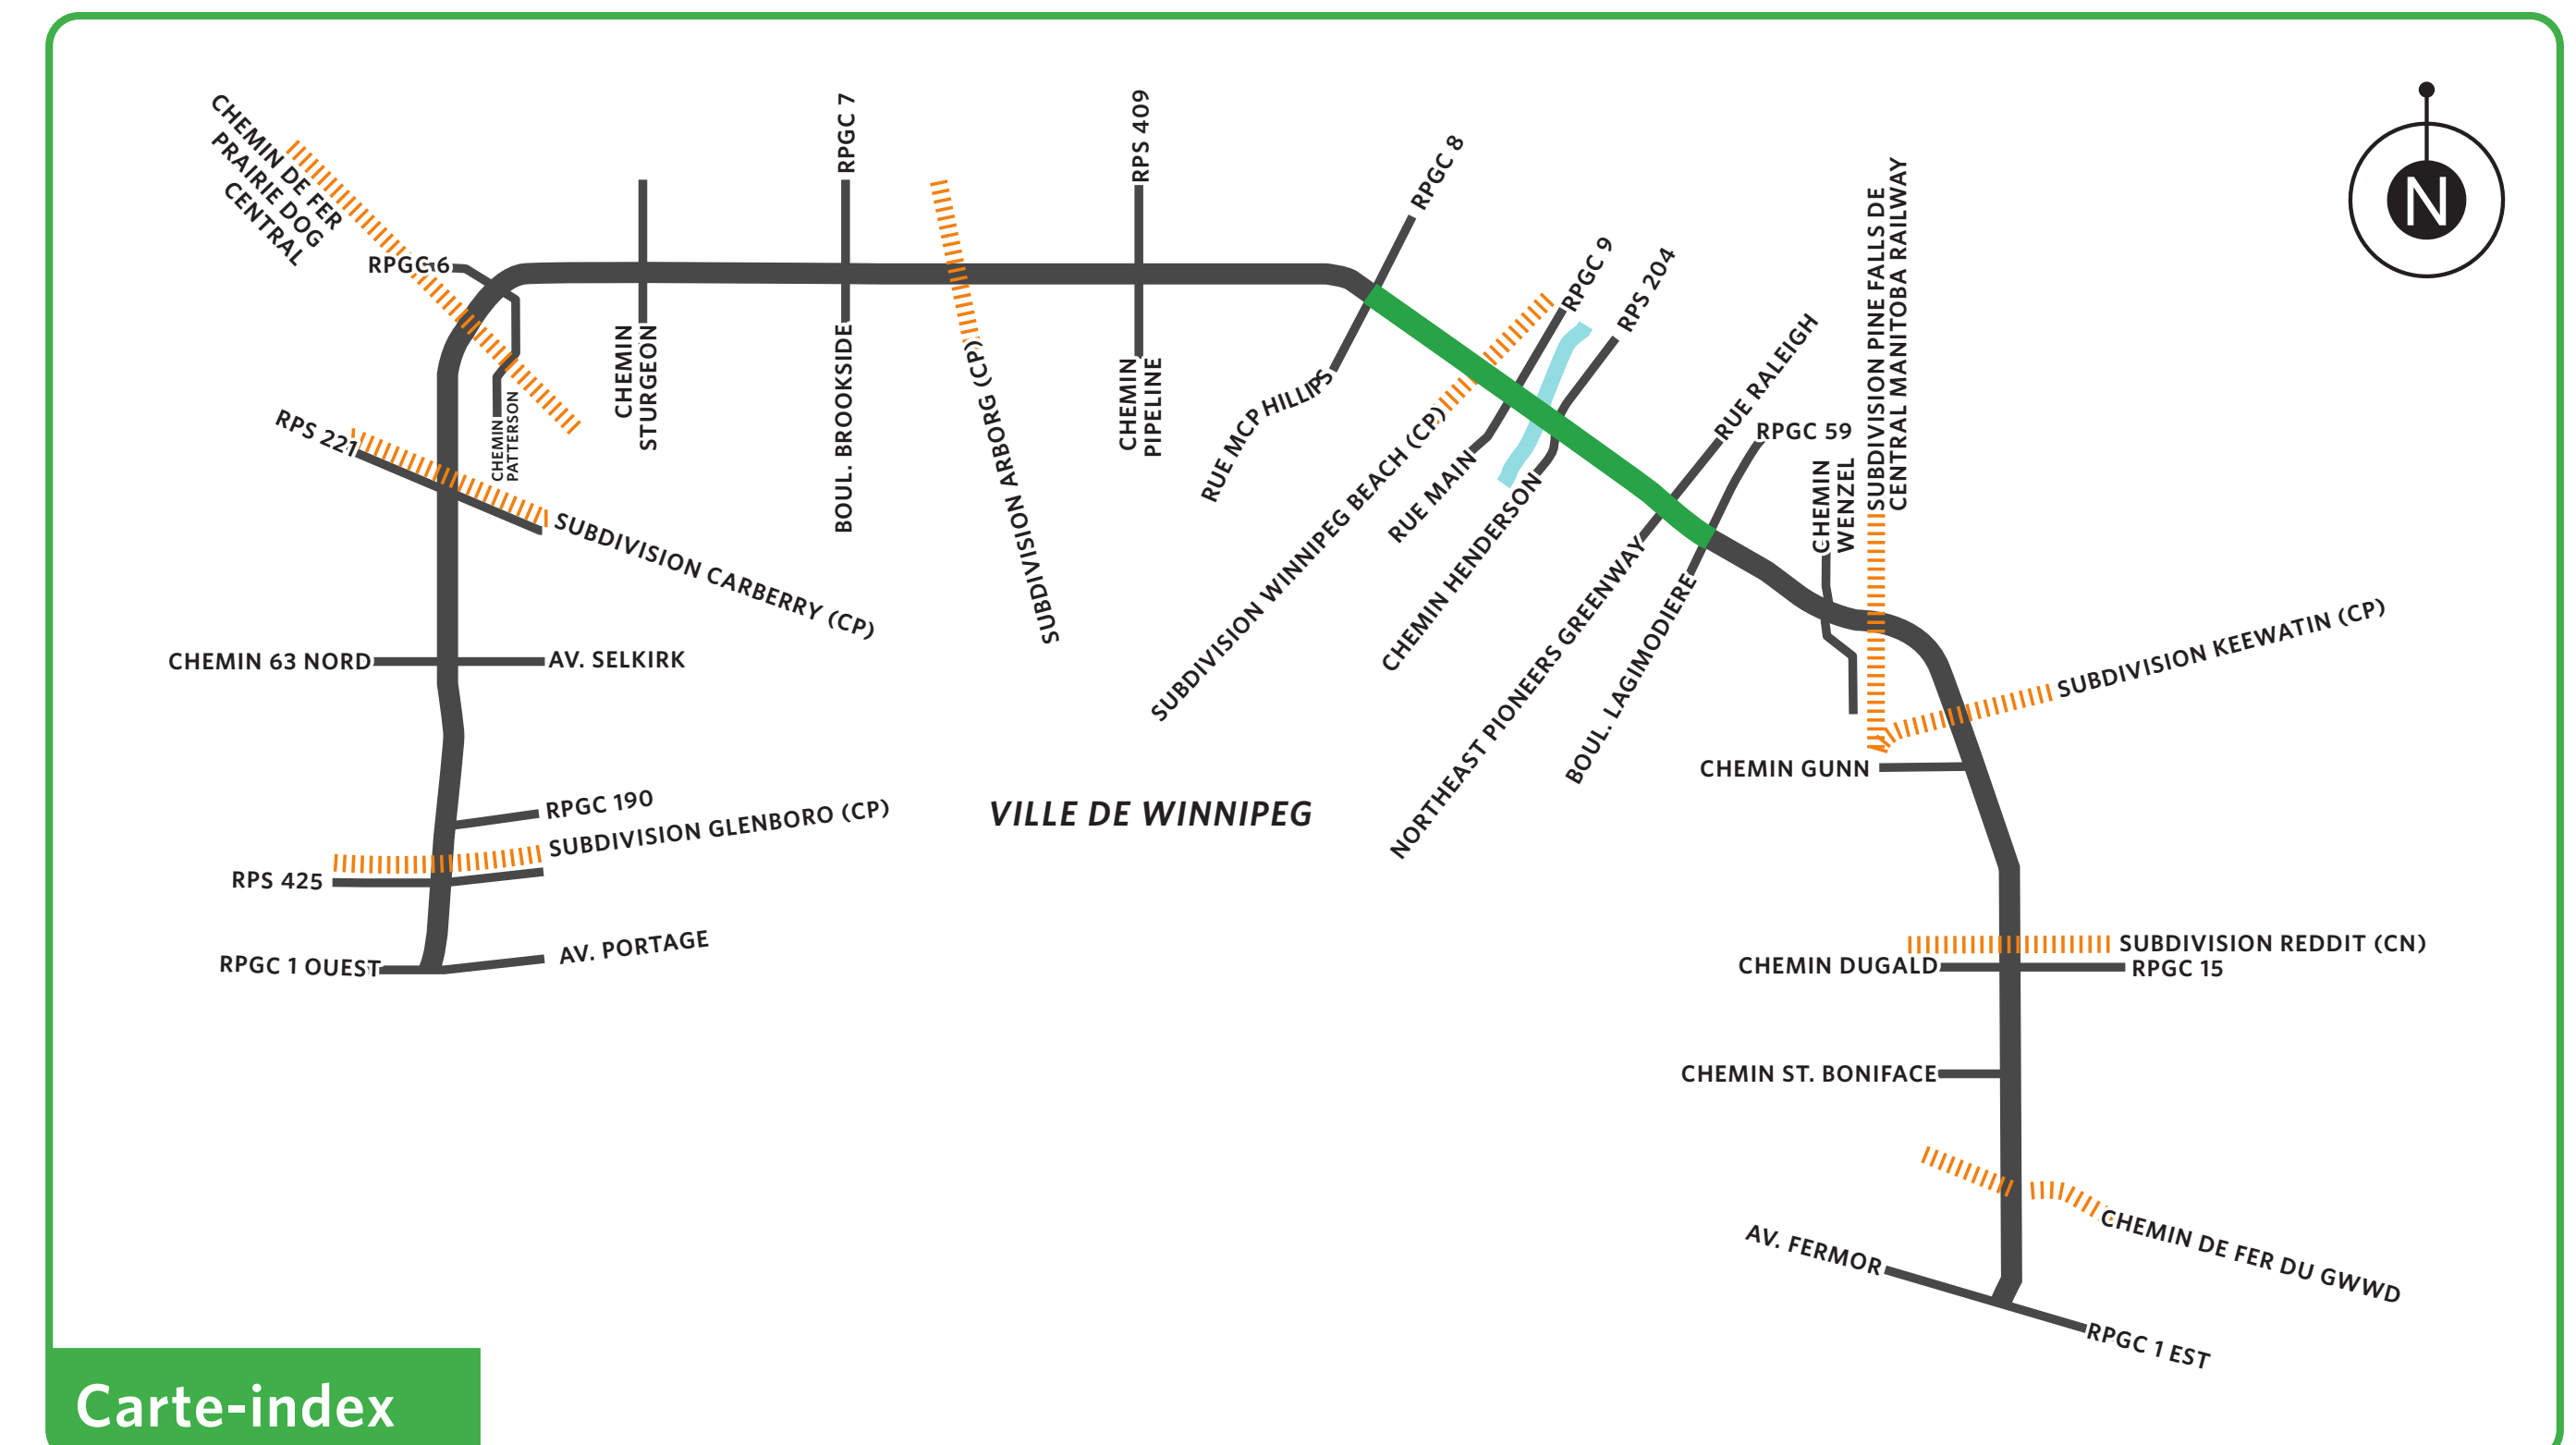 CHEMIN DE FER
PRAIRIE DOG
CENTRAL
RPGC 6
CHEMIN
PATTERSON
RPS 221
SUBDIVISION CARBERRY (CP)
CHEMIN 63 NORD
AV. SELKIRK
RPGC 190
SUBDIVISION GLENBORO (CP)
RPS 425
RPGC 1 OUEST
AV. PORTAGE
CHEMIN
STURGEON
RPGC 7
BOUL. BROOKSIDE
SUBDIVISION ARBORG (CP)
RPS 409
CHEMIN
PIPELINE
RPGC 8
RUE MCP HILLIPS
SUBDIVISION WINNIPEG BEACH (CP)
RPGC 9
RUE MAIN
RPS 204
CHEMIN HENDERSON
RUE RALEIGH
NORTHEAST PIONEERS GREENWAY
RPGC 59
BOUL. LAGIMODIERE
CHEMIN
WENZEL
SUBDIVISION PINE FALLS DE
CENTRAL MANITOBA RAILWAY
SUBDIVISION KEEWATIN (CP)
CHEMIN GUNN
VILLE DE WINNIPEG
SUBDIVISION REDDIT (CN)
CHEMIN DUGALD
RPGC 15
CHEMIN ST. BONIFACE
CHEMIN DE FER DU GWWD
AV. FERMOR
RPGC 1 EST
N
Carte-index